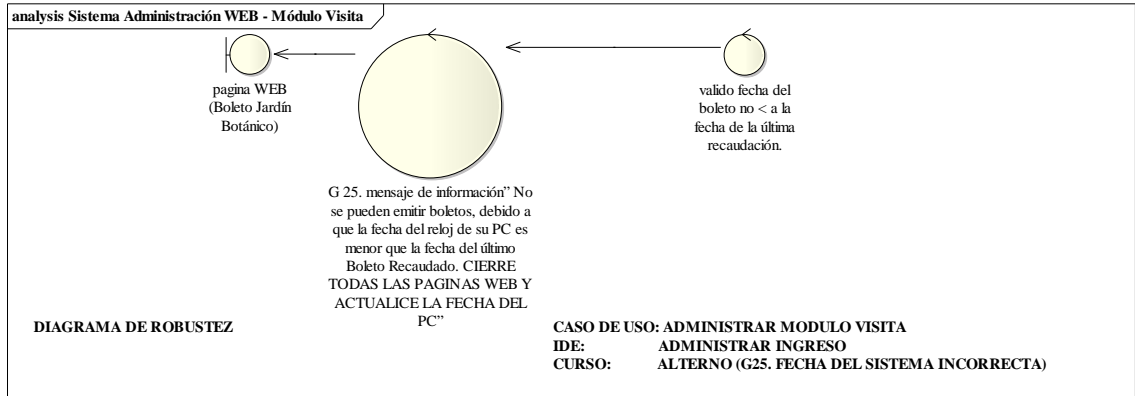 analysis Sistema Administración WEB - Módulo Visita
pagina WEB
(Boleto Jardín
Botánico)
valido fecha del
boleto no < a la
fecha de la última
recaudación.
G 25. mensaje de información” No
se pueden emitir boletos, debido a
que la fecha del reloj de su PC es
menor que la fecha del último
Boleto Recaudado. CIERRE
TODAS LAS PAGINAS WEB Y
ACTUALICE LA FECHA DEL
PC”
DIAGRAMA DE ROBUSTEZ
CASO DE USO: ADMINISTRAR MODULO VISITA
IDE: ADMINISTRAR INGRESO
CURSO: ALTERNO (G25. FECHA DEL SISTEMA INCORRECTA)